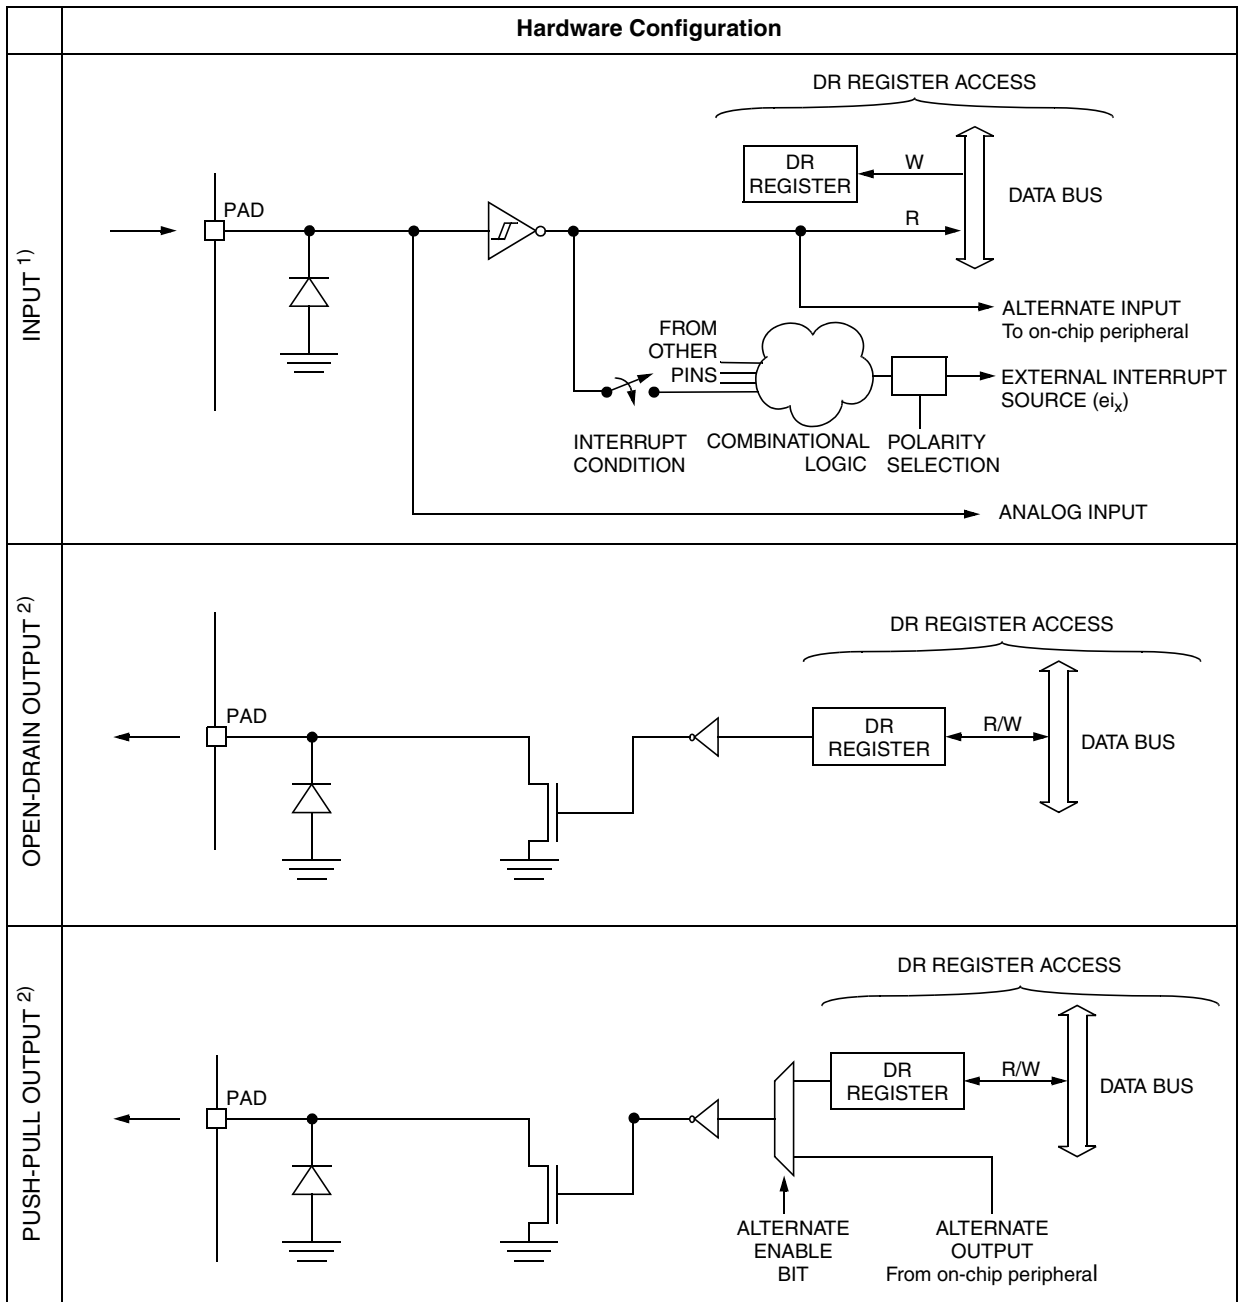 Hardware Configuration
INPUT 1)
DR REGISTER ACCESS
DR
REGISTER
W
DATA BUS
PAD
R
ALTERNATE INPUT
To on-chip peripheral
FROM
OTHER
PINS
EXTERNAL INTERRUPT
SOURCE (eix)
INTERRUPT
CONDITION
COMBINATIONAL
LOGIC
POLARITY
SELECTION
ANALOG INPUT
OPEN-DRAIN OUTPUT 2)
DR REGISTER ACCESS
PAD
DR
REGISTER
R/W
DATA BUS
PUSH-PULL OUTPUT 2)
DR REGISTER ACCESS
PAD
DR
REGISTER
R/W
DATA BUS
ALTERNATE
ENABLE
BIT
ALTERNATE
OUTPUT
From on-chip peripheral